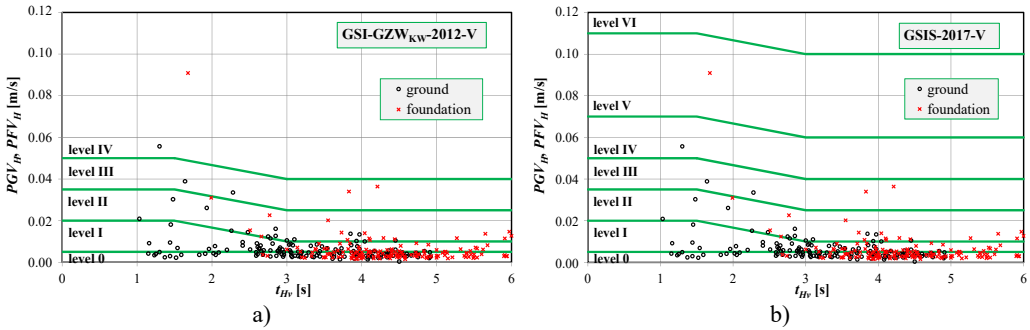 0.12
0.10
0.08
0.06
0.04
0.02
0.00
PGV_H, PFV_H [m/s]
GSI-GZW_KW-2012-V
ground
foundation
level IV
level III
level II
level I
level 0
0 1 2 3 4 5 6
t_Hv [s]
a)
0.12
0.10
0.08
0.06
0.04
0.02
0.00
PGV_H, PFV_H [m/s]
level VI
GSIS-2017-V
ground
foundation
level V
level IV
level III
level II
level I
level 0
0 1 2 3 4 5 6
t_Hv [s]
b)